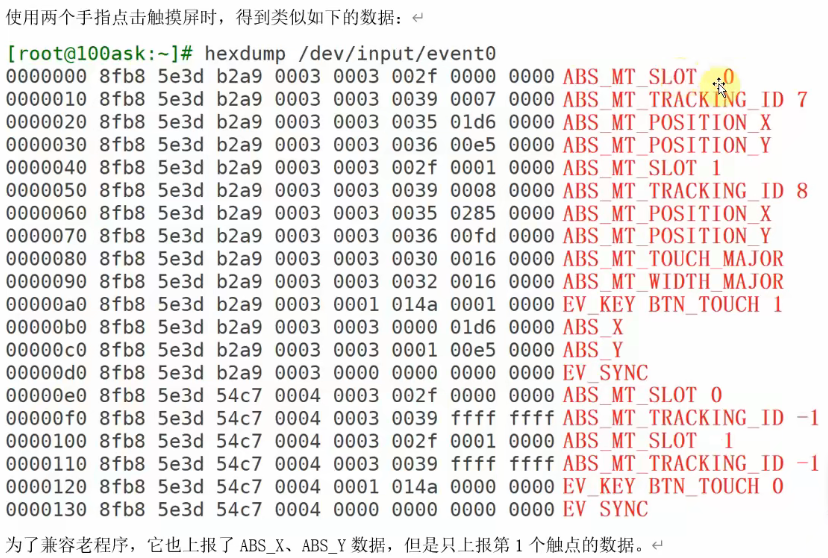 使用两个手指点击触摸屏时，得到类似如下的数据：
[root@100ask:~]# hexdump /dev/input/event0
0000000 8fb8 5e3d b2a9 0003 0003 002f 0000 0000 ABS_MT_SLOT 0
0000010 8fb8 5e3d b2a9 0003 0003 0039 0007 0000 ABS_MT_TRACKING_ID 7
0000020 8fb8 5e3d b2a9 0003 0003 0035 01d6 0000 ABS_MT_POSITION_X
0000030 8fb8 5e3d b2a9 0003 0003 0036 00e5 0000 ABS_MT_POSITION_Y
0000040 8fb8 5e3d b2a9 0003 0003 002f 0001 0000 ABS_MT_SLOT 1
0000050 8fb8 5e3d b2a9 0003 0003 0039 0008 0000 ABS_MT_TRACKING_ID 8
0000060 8fb8 5e3d b2a9 0003 0003 0035 0285 0000 ABS_MT_POSITION_X
0000070 8fb8 5e3d b2a9 0003 0003 0036 00fd 0000 ABS_MT_POSITION_Y
0000080 8fb8 5e3d b2a9 0003 0003 0030 0016 0000 ABS_MT_TOUCH_MAJOR
0000090 8fb8 5e3d b2a9 0003 0003 0032 0016 0000 ABS_MT_WIDTH_MAJOR
00000a0 8fb8 5e3d b2a9 0003 0001 014a 0001 0000 EV_KEY BTN_TOUCH 1
00000b0 8fb8 5e3d b2a9 0003 0003 0000 01d6 0000 ABS_X
00000c0 8fb8 5e3d b2a9 0003 0003 0001 00e5 0000 ABS_Y
00000d0 8fb8 5e3d b2a9 0003 0000 0000 0000 0000 EV_SYNC
00000e0 8fb8 5e3d 54c7 0004 0003 002f 0000 0000 ABS_MT_SLOT 0
00000f0 8fb8 5e3d 54c7 0004 0003 0039 ffff ffff ABS_MT_TRACKING_ID -1
0000100 8fb8 5e3d 54c7 0004 0003 002f 0001 0000 ABS_MT_SLOT 1
0000110 8fb8 5e3d 54c7 0004 0003 0039 ffff ffff ABS_MT_TRACKING_ID -1
0000120 8fb8 5e3d 54c7 0004 0001 014a 0000 0000 EV_KEY BTN_TOUCH 0
0000130 8fb8 5e3d 54c7 0004 0000 0000 0000 0000 EV_SYNC
为了兼容老程序，它也上报了 ABS_X、ABS_Y 数据，但是只上报第 1 个触点的数据。